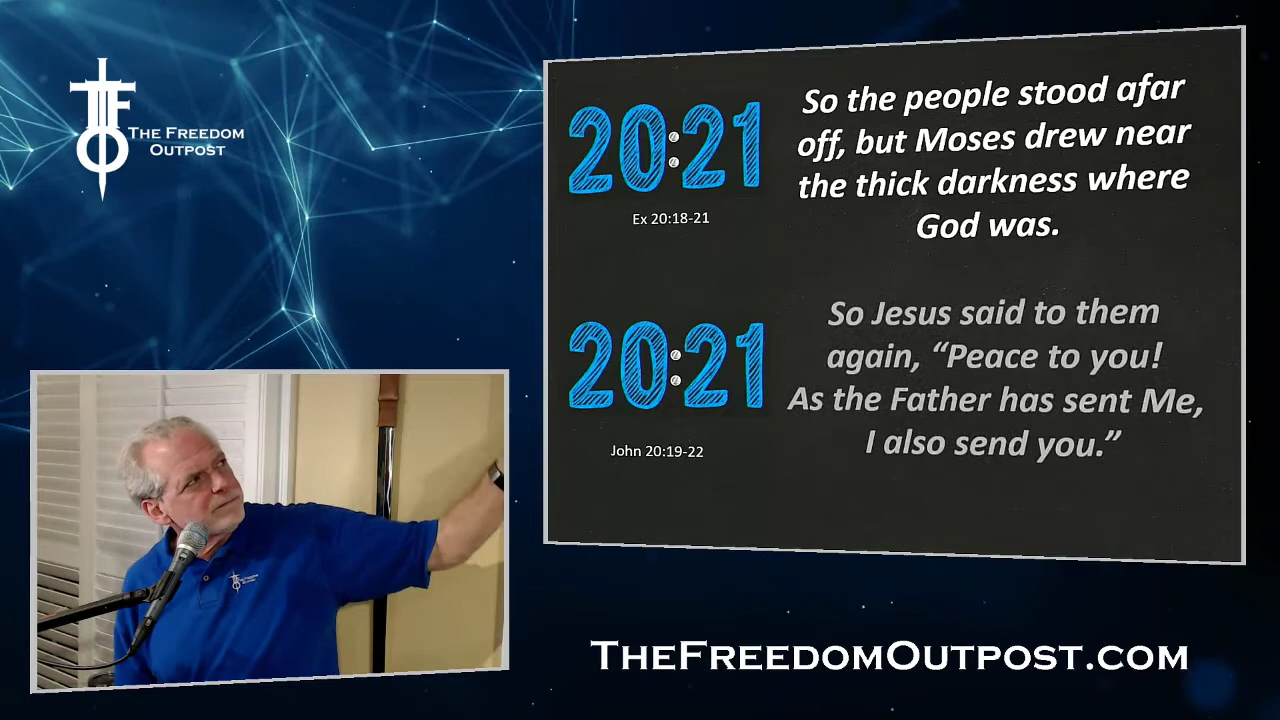 THE FREEDOM
OUTPOST
20:21
Ex 20:18-21
So the people stood afar
off, but Moses drew near
the thick darkness where
God was.
20:21
John 20:19-22
So Jesus said to them
again, “Peace to you!
As the Father has sent Me,
I also send you.”
THEFREEDOMOUTPOST.COM